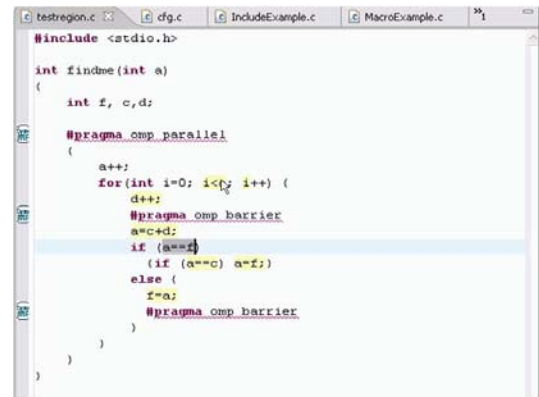 testregion.c cfg.c IncludeExample.c MacroExample.c »1
#include <stdio.h>
int findme(int a)
{
int f, c,d;
#pragma omp parallel
{
a++;
for(int i=0; i< ; i++) {
d++;
#pragma omp barrier
a=c+d;
if (a==f)
{if (a==c) a=f;}
else {
f=a;
#pragma omp barrier
}
}
}
}